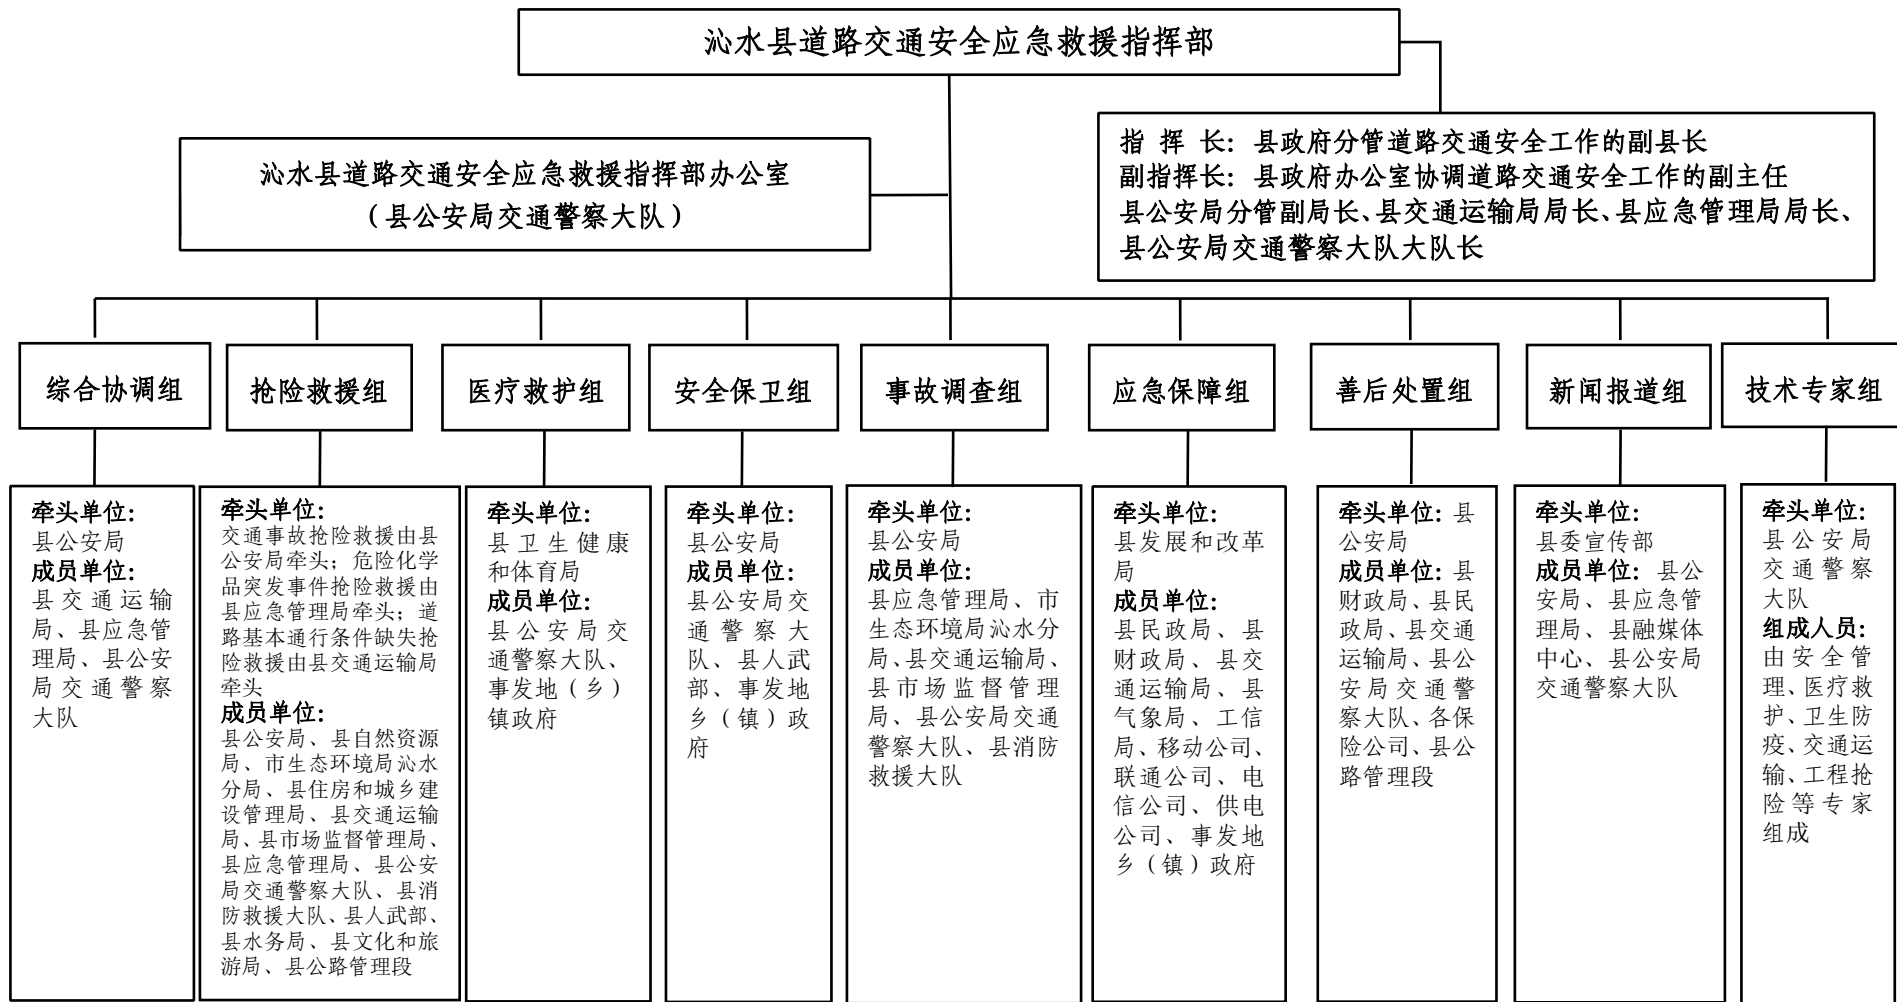 沁水县道路交通安全应急救援指挥部
沁水县道路交通安全应急救援指挥部办公室
（县公安局交通警察大队）
指 挥 长：县政府分管道路交通安全工作的副县长
副指挥长：县政府办公室协调道路交通安全工作的副主任
县公安局分管副局长、县交通运输局局长、县应急管理局局长、
县公安局交通警察大队大队长
综合协调组
抢险救援组
医疗救护组
安全保卫组
事故调查组
应急保障组
善后处置组
新闻报道组
技术专家组
牵头单位：
县公安局
成员单位：
县交通运输
局、县应急管
理局、县公安
局交通警察
大队
牵头单位：
交通事故抢险救援由县
公安局牵头；危险化学
品突发事件抢险救援由
县应急管理局牵头；道
路基本通行条件缺失抢
险救援由县交通运输局
牵头
成员单位：
县公安局、县自然资源
局、市生态环境局沁水
分局、县住房和城乡建
设管理局、县交通运输
局、县市场监督管理局、
县应急管理局、县公安
局交通警察大队、县消
防救援大队、县人武部、
县水务局、县文化和旅
游局、县公路管理段
牵头单位：
县卫生健康
和体育局
成员单位：
县公安局交
通警察大队、
事发地（乡）
镇政府
牵头单位：
县公安局
成员单位：
县公安局交
通警察大
队、县人武
部、事发地
乡（镇）政
府
牵头单位：
县公安局
成员单位：
县应急管理局、市
生态环境局沁水分
局、县交通运输局、
县市场监督管理
局、县公安局交通
警察大队、县消防
救援大队
牵头单位：
县发展和改革
局
成员单位：
县民政局、县
财政局、县交
通运输局、县
气象局、工信
局、移动公司、
联通公司、电
信公司、供电
公司、事发地
乡（镇）政府
牵头单位：县
公安局
成员单位：县
财政局、县民
政局、县交通
运输局、县公
安局交通警
察大队、各保
险公司、县公
路管理段
牵头单位：
县委宣传部
成员单位：县公
安局、县应急管
理局、县融媒体
中心、县公安局
交通警察大队
牵头单位：
县公安局
交通警察
大队
组成人员：
由安全管
理、医疗救
护、卫生防
疫、交通运
输、工程抢
险等专家
组成